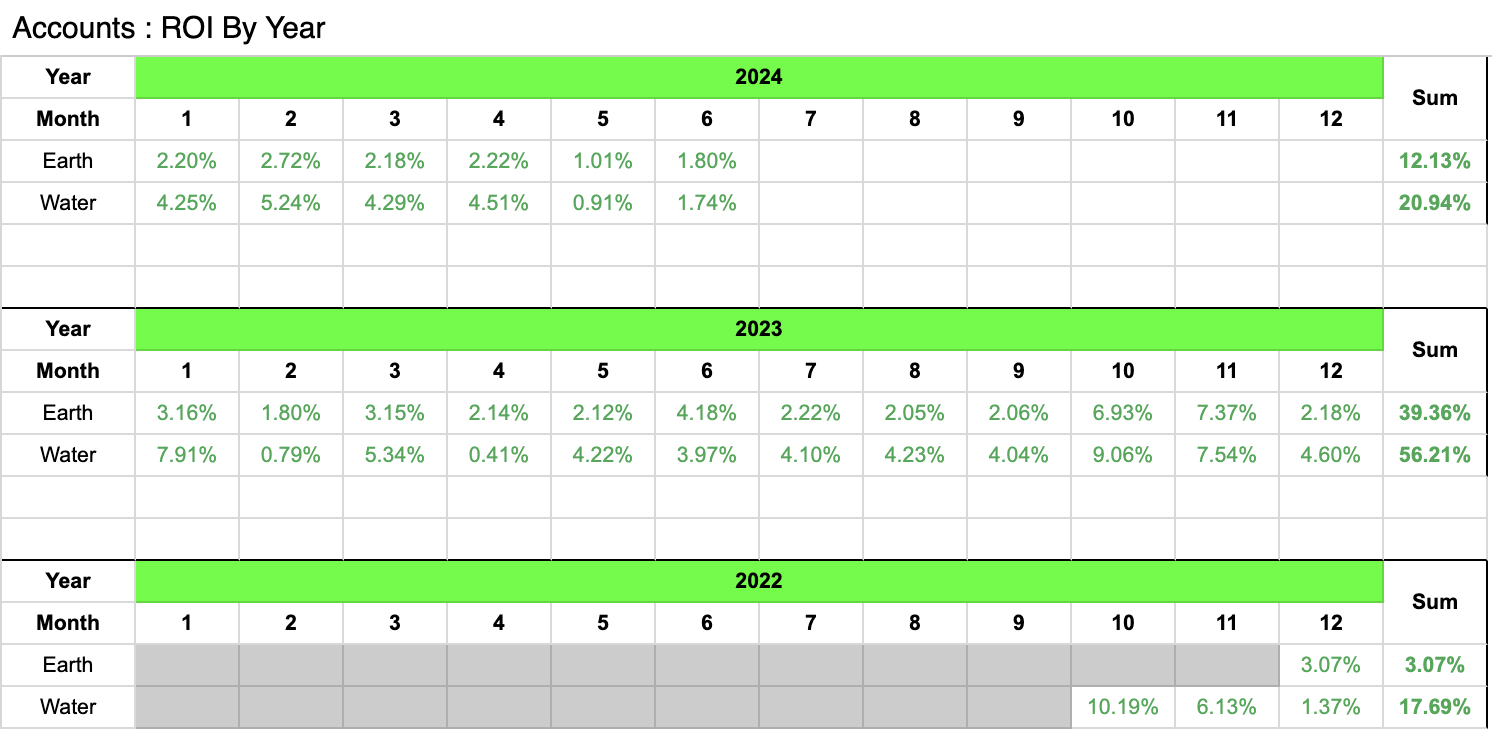 Accounts : ROI By Year
Year 2024 Sum
Month 1 2 3 4 5 6 7 8 9 10 11 12
Earth 2.20% 2.72% 2.18% 2.22% 1.01% 1.80% 12.13%
Water 4.25% 5.24% 4.29% 4.51% 0.91% 1.74% 20.94%
Year 2023 Sum
Month 1 2 3 4 5 6 7 8 9 10 11 12
Earth 3.16% 1.80% 3.15% 2.14% 2.12% 4.18% 2.22% 2.05% 2.06% 6.93% 7.37% 2.18% 39.36%
Water 7.91% 0.79% 5.34% 0.41% 4.22% 3.97% 4.10% 4.23% 4.04% 9.06% 7.54% 4.60% 56.21%
Year 2022 Sum
Month 1 2 3 4 5 6 7 8 9 10 11 12
Earth 3.07% 3.07%
Water 10.19% 6.13% 1.37% 17.69%